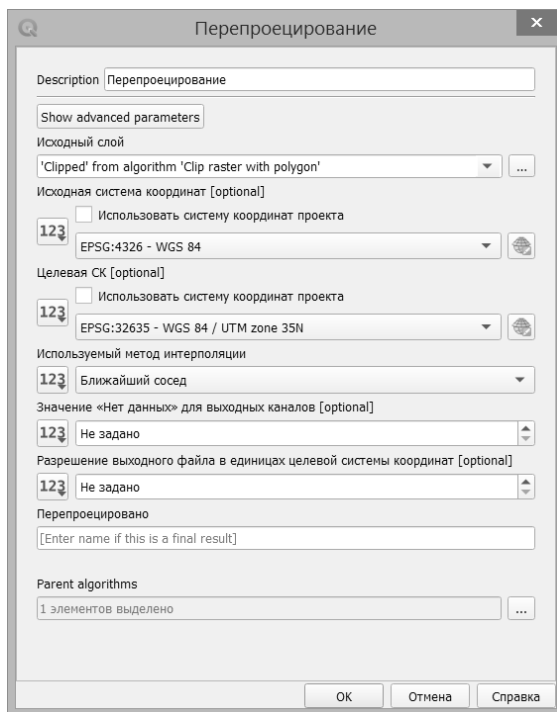 Перепроецирование
Description Перепроецирование
Show advanced parameters
Исходный слой
'Clipped' from algorithm 'Clip raster with polygon'
...
Исходная система координат [optional]
123
Использовать систему координат проекта
EPSG:4326 - WGS 84
Целевая СК [optional]
123
Использовать систему координат проекта
EPSG:32635 - WGS 84 / UTM zone 35N
Используемый метод интерполяции
123 Ближайший сосед
Значение «Нет данных» для выходных каналов [optional]
123 Не задано
Разрешение выходного файла в единицах целевой системы координат [optional]
123 Не задано
Перепроецировано
[Enter name if this is a final result]
Parent algorithms
1 элементов выделено
...
OK Отмена Справка